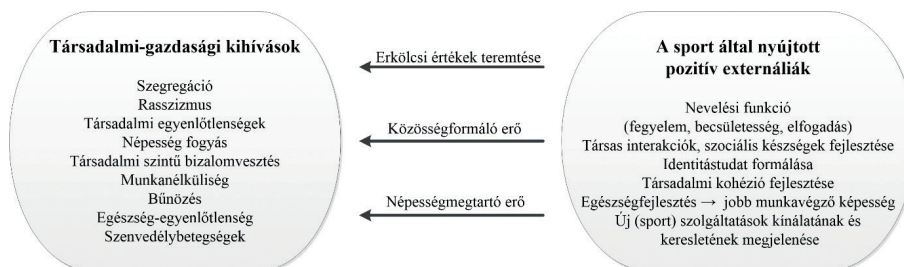 Társadalmi-gazdasági kihívások
Szegregáció
Rasszizmus
Társadalmi egyenlőtlenségek
Népesség fogyás
Társadalmi szintű bizalomvesztés
Munkanélküliség
Bűnözés
Egészség-egyenlőtlenség
Szenvedélybetegségek
Erkölcsi értékek teremtése
Közösségformáló erő
Népességmegtartó erő
A sport által nyújtott
pozitív externáliák
Nevelési funkció
(fegyelem, becsületesség, elfogadás)
Társas interakciók, szociális készségek fejlesztése
Identitástudat formálása
Társadalmi kohézió fejlesztése
Egészségfejlesztés → jobb munkavégző képesség
Új (sport) szolgáltatások kínálatának és
keresletének megjelenése